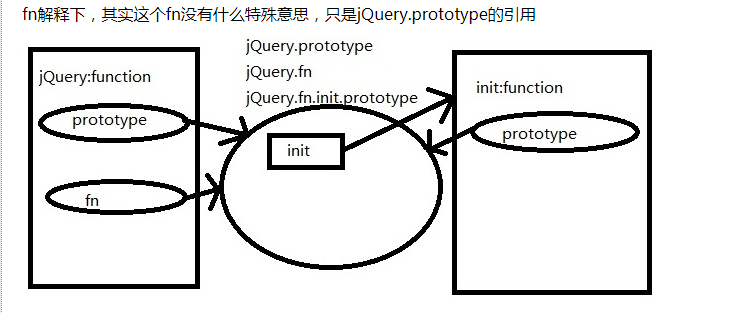 fn解释下，其实这个fn没有什么特殊意思，只是jQuery.prototype的引用
jQuery.prototype
jQuery.fn
jQuery.fn.init.prototype
jQuery:function
prototype
fn
init
init:function
prototype